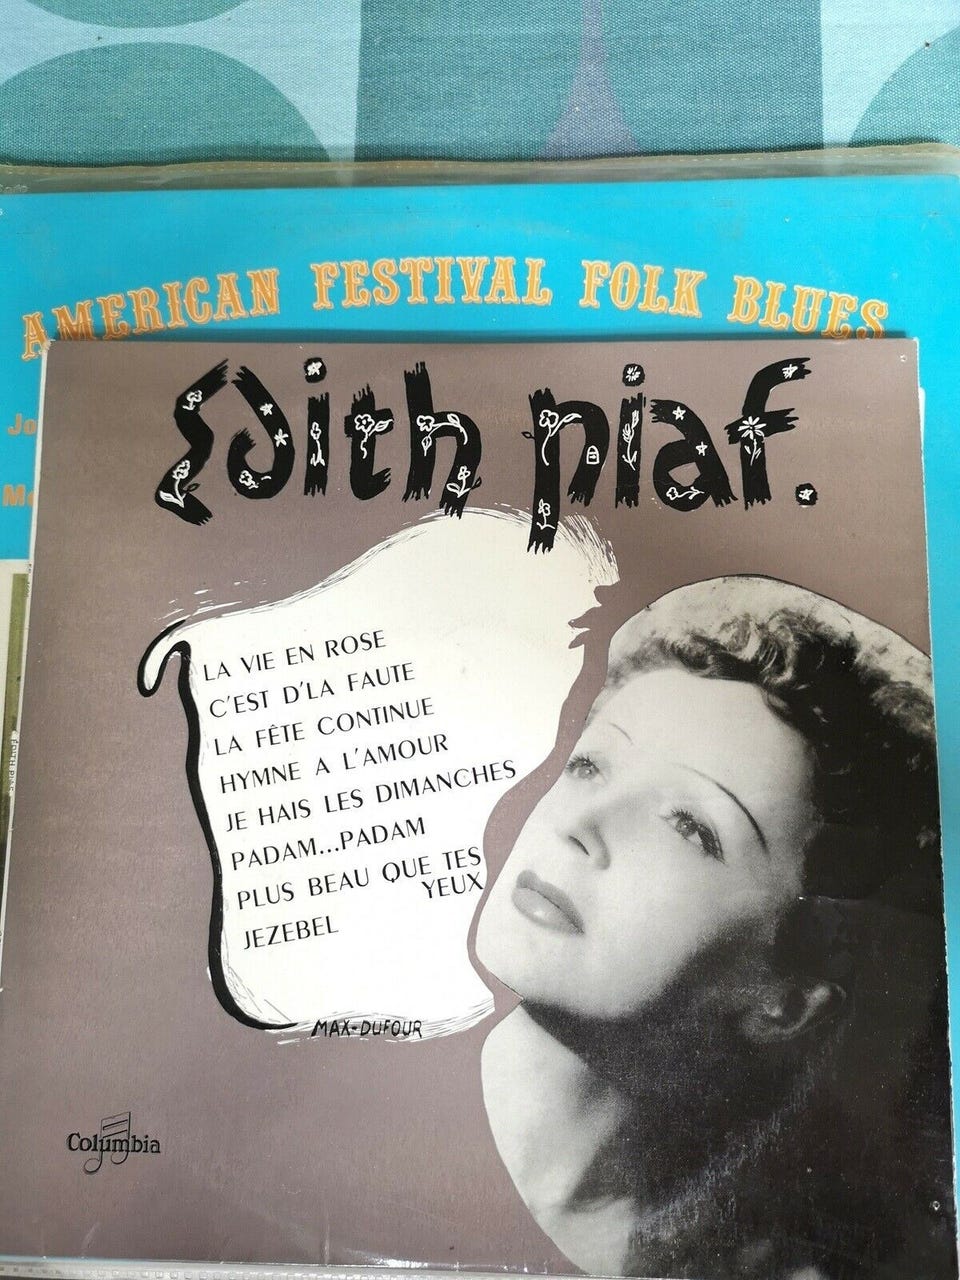 AMERICAN FESTIVAL FOLK BLUES
Jo
Edith piaf.
LA VIE EN ROSE
C'EST D'LA FAUTE
LA FÊTE CONTINUE
HYMNE A L'AMOUR
JE HAIS LES DIMANCHES
PADAM...PADAM
PLUS BEAU QUE TES
YEUX
JEZEBEL
MAX-DUFOUR
Columbia